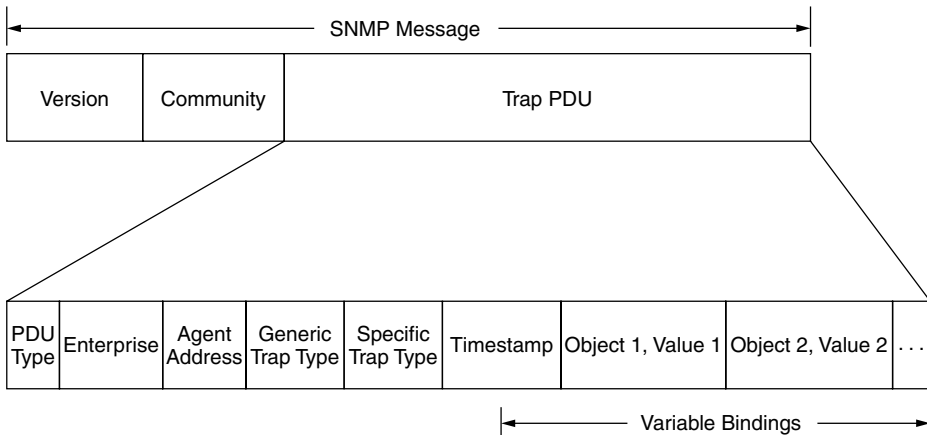 SNMP Message
Version
Community
Trap PDU
PDU
Type
Enterprise
Agent
Address
Generic
Trap Type
Specific
Trap Type
Timestamp
Object 1, Value 1
Object 2, Value 2
. . .
Variable Bindings